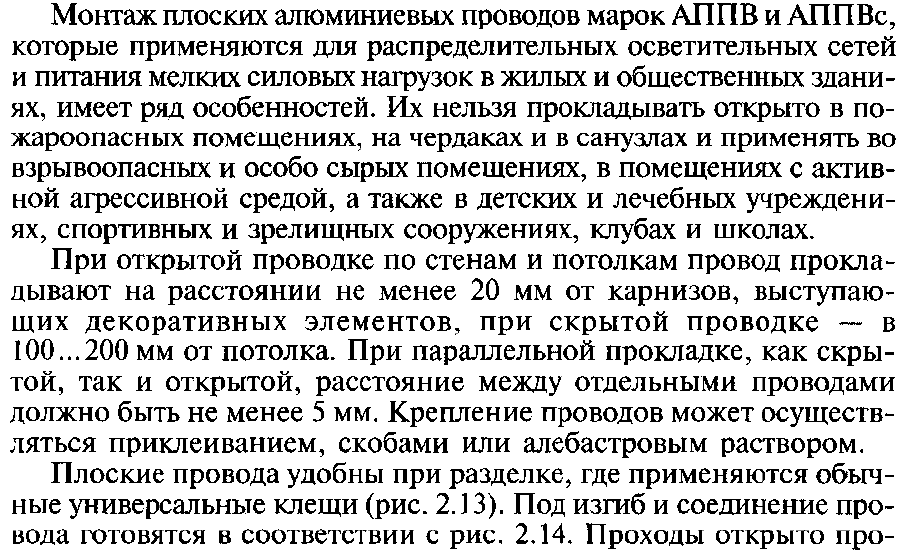 Монтаж плоских алюминиевых проводов марок АППВ и АППВс,
которые применяются для распределительных осветительных сетей
и питания мелких силовых нагрузок в жилых и общественных здани-
ях, имеет ряд особенностей. Их нельзя прокладывать открыто в по-
жароопасных помещениях, на чердаках и в санузлах и применять во
взрывоопасных и особо сырых помещениях, в помещениях с актив-
ной агрессивной средой, а также в детских и лечебных учреждени-
ях, спортивных и зрелищных сооружениях, клубах и школах.
При открытой проводке по стенам и потолкам провод прокла-
дывают на расстоянии не менее 20 мм от карнизов, выступаю-
щих декоративных элементов, при скрытой проводке — в
100...200 мм от потолка. При параллельной прокладке, как скры-
той, так и открытой, расстояние между отдельными проводами
должно быть не менее 5 мм. Крепление проводов может осуществ-
ляться приклеиванием, скобами или алебастровым раствором.
Плоские провода удобны при разделке, где применяются обыч-
ные универсальные клещи (рис. 2.13). Под изгиб и соединение про-
вода готовятся в соответствии с рис. 2.14. Проходы открыто про-